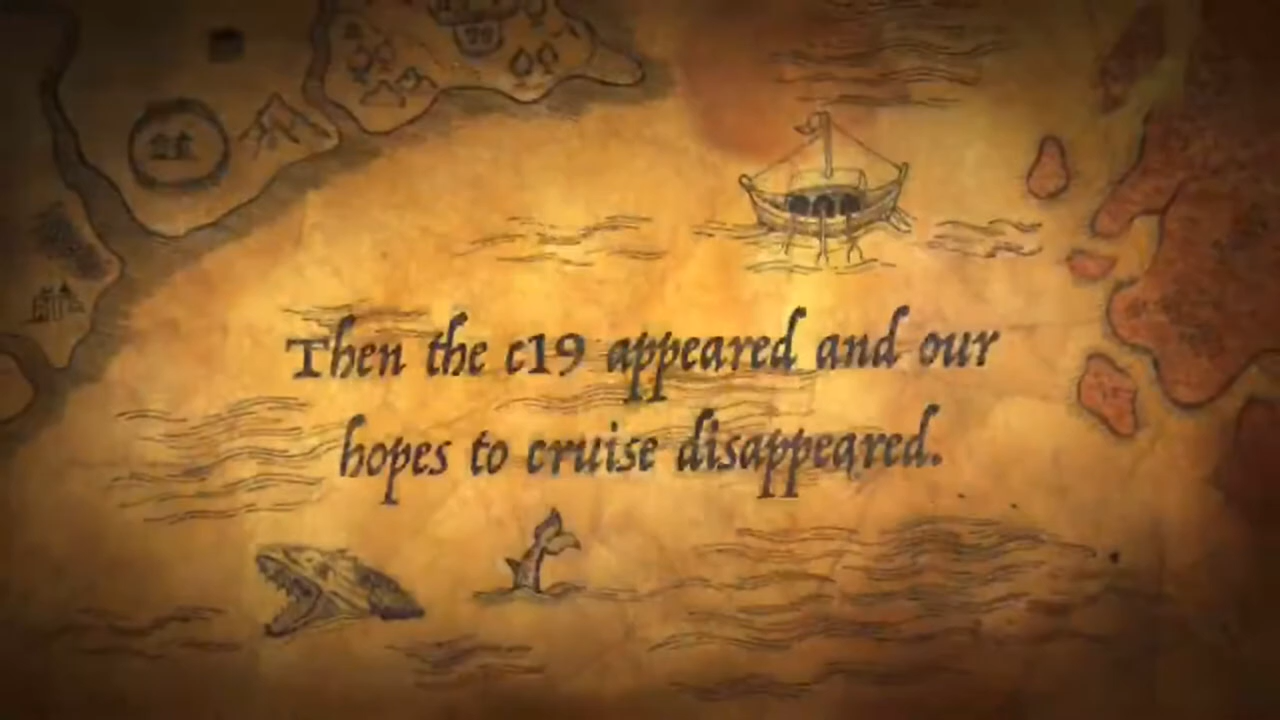 Then the c19 appeared and our
hopes to cruise disappeared.